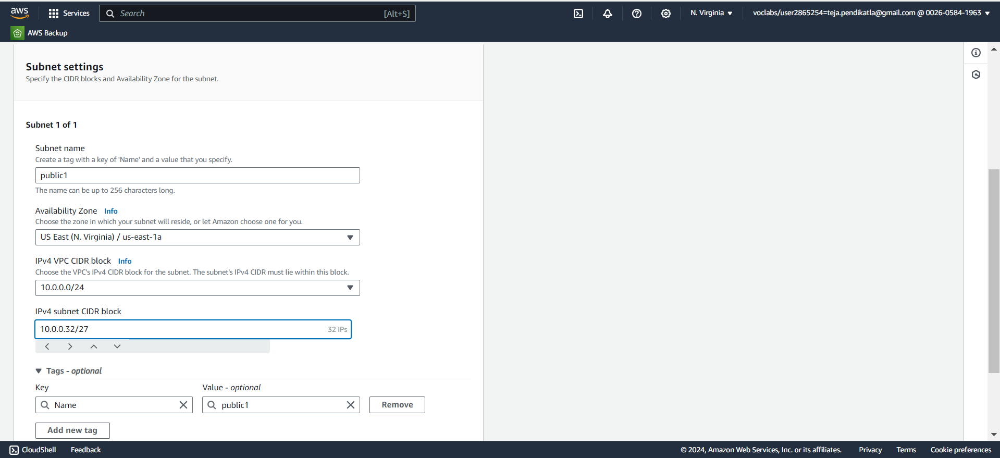 aws
Services
Search
[Alt+S]
N. Virginia
voclabs/user2865254=teja.pendikatla@gmail.com @ 0026-0584-1963
AWS Backup
Subnet settings
Specify the CIDR blocks and Availability Zone for the subnet.
Subnet 1 of 1
Subnet name
Create a tag with a key of 'Name' and a value that you specify.
public1
The name can be up to 256 characters long.
Availability Zone Info
Choose the zone in which your subnet will reside, or let Amazon choose one for you.
US East (N. Virginia) / us-east-1a
IPv4 VPC CIDR block Info
Choose the VPC's IPv4 CIDR block for the subnet. The subnet's IPv4 CIDR must lie within this block.
10.0.0.0/24
IPv4 subnet CIDR block
10.0.0.32/27
32 IPs
Tags - optional
Key
Value - optional
Name
public1
Remove
Add new tag
CloudShell
Feedback
© 2024, Amazon Web Services, Inc. or its affiliates.
Privacy
Terms
Cookie preferences